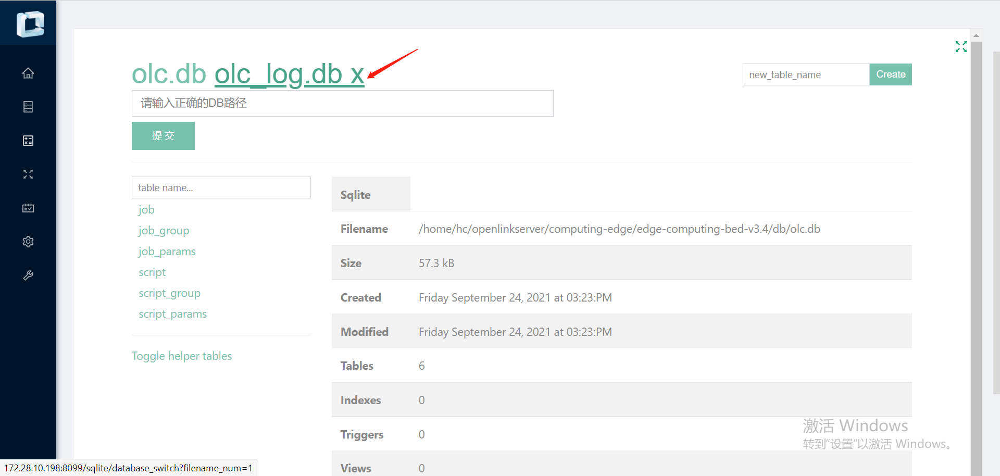 olc.db olc_log.db x
new_table_name Create
请输入正确的DB路径
提 交
table name...
job
job_group
job_params
script
script_group
script_params
Toggle helper tables
Sqlite
Filename /home/hc/openlinkserver/computing-edge/edge-computing-bed-v3.4/db/olc.db
Size 57.3 kB
Created Friday September 24, 2021 at 03:23:PM
Modified Friday September 24, 2021 at 03:23:PM
Tables 6
Indexes 0
Triggers 0
Views 0
激活 Windows
转到“设置”以激活 Windows。
172.28.10.198:8099/sqlite/database_switch?filename_num=1